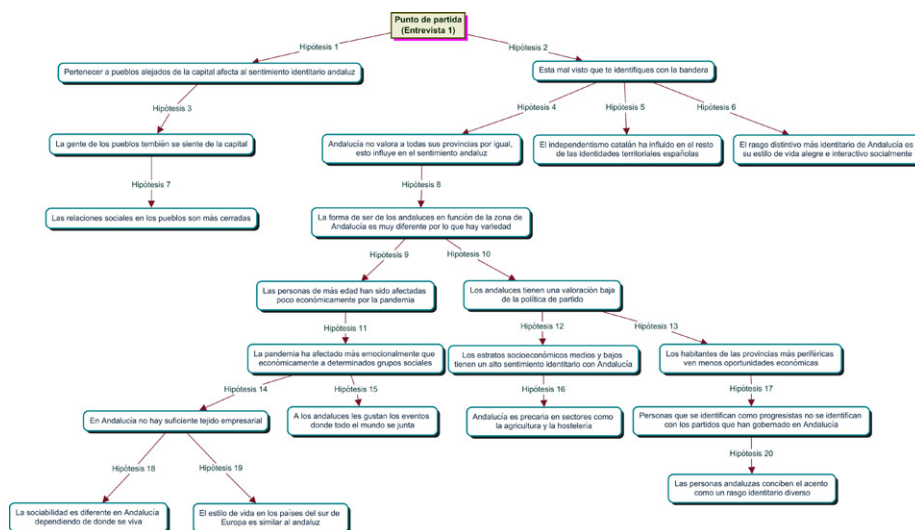 Punto de partida
(Entrevista 1)
Hipótesis 1
Hipótesis 2
Pertenecer a pueblos alejados de la capital afecta al sentimiento identitario andaluz
Esta mal visto que te identifiques con la bandera
Hipótesis 3
Hipótesis 4
Hipótesis 5
Hipótesis 6
La gente de los pueblos también se siente de la capital
Andalucía no valora a todas sus provincias por igual,
esto influye en el sentimiento andaluz
El independentismo catalán ha influido en el resto
de las identidades territoriales españolas
El rasgo distintivo más identitario de Andalucía es
su estilo de vida alegre e interactivo socialmente
Hipótesis 7
Hipótesis 8
Las relaciones sociales en los pueblos son más cerradas
La forma de ser de los andaluces en función de la zona de
Andalucía es muy diferente por lo que hay variedad
Hipótesis 9
Hipótesis 10
Las personas de más edad han sido afectadas
poco económicamente por la pandemia
Los andaluces tienen una valoración baja
de la política de partido
Hipótesis 11
Hipótesis 12
Hipótesis 13
La pandemia ha afectado más emocionalmente que
económicamente a determinados grupos sociales
Los estratos socioeconómicos medios y bajos
tienen un alto sentimiento identitario con Andalucía
Los habitantes de las provincias más periféricas
ven menos oportunidades económicas
Hipótesis 14
Hipótesis 15
Hipótesis 16
Hipótesis 17
En Andalucía no hay suficiente tejido empresarial
A los andaluces les gustan los eventos
donde todo el mundo se junta
Andalucía es precaria en sectores como
la agricultura y la hostelería
Personas que se identifican como progresistas no se identifican
con los partidos que han gobernado en Andalucía
Hipótesis 18
Hipótesis 19
Hipótesis 20
La sociabilidad es diferente en Andalucía
dependiendo de donde se viva
El estilo de vida en los países del sur de
Europa es similar al andaluz
Las personas andaluzas conciben el acento
como un rasgo identitario diverso